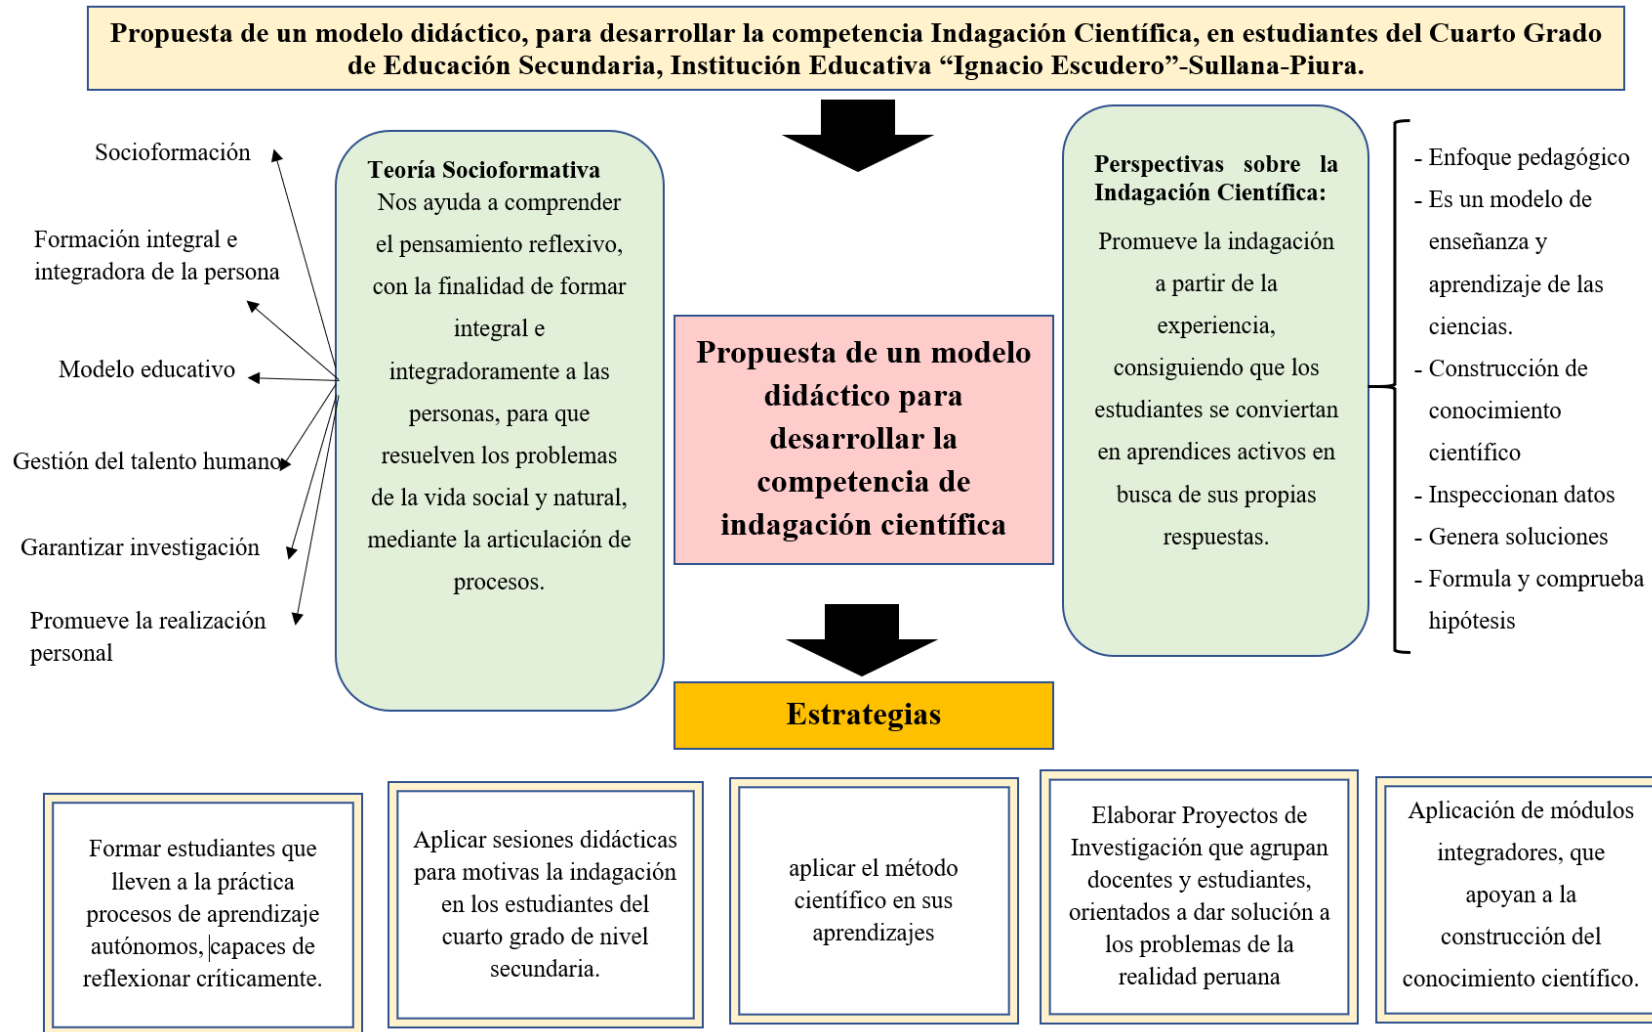 Propuesta de un modelo didáctico, para desarrollar la competencia Indagación Científica, en estudiantes del Cuarto Grado
de Educación Secundaria, Institución Educativa “Ignacio Escudero”-Sullana-Piura.
Socioformación
Formación integral e
integradora de la persona
Modelo educativo
Gestión del talento humano
Garantizar investigación
Promueve la realización
personal
Teoría Socioformativa
Nos ayuda a comprender
el pensamiento reflexivo,
con la finalidad de formar
integral e
integradoramente a las
personas, para que
resuelven los problemas
de la vida social y natural,
mediante la articulación de
procesos.
Propuesta de un modelo
didáctico para
desarrollar la
competencia de
indagación científica
Perspectivas sobre la
Indagación Científica:
Promueve la indagación
a partir de la
experiencia,
consiguiendo que los
estudiantes se conviertan
en aprendices activos en
busca de sus propias
respuestas.
- Enfoque pedagógico
- Es un modelo de
enseñanza y
aprendizaje de las
ciencias.
- Construcción de
conocimiento
científico
- Inspeccionan datos
- Genera soluciones
- Formula y comprueba
hipótesis
Estrategias
Formar estudiantes que
lleven a la práctica
procesos de aprendizaje
autónomos, capaces de
reflexionar críticamente.
Aplicar sesiones didácticas
para motivas la indagación
en los estudiantes del
cuarto grado de nivel
secundaria.
aplicar el método
científico en sus
aprendizajes
Elaborar Proyectos de
Investigación que agrupan
docentes y estudiantes,
orientados a dar solución a
los problemas de la
realidad peruana
Aplicación de módulos
integradores, que
apoyan a la
construcción del
conocimiento científico.